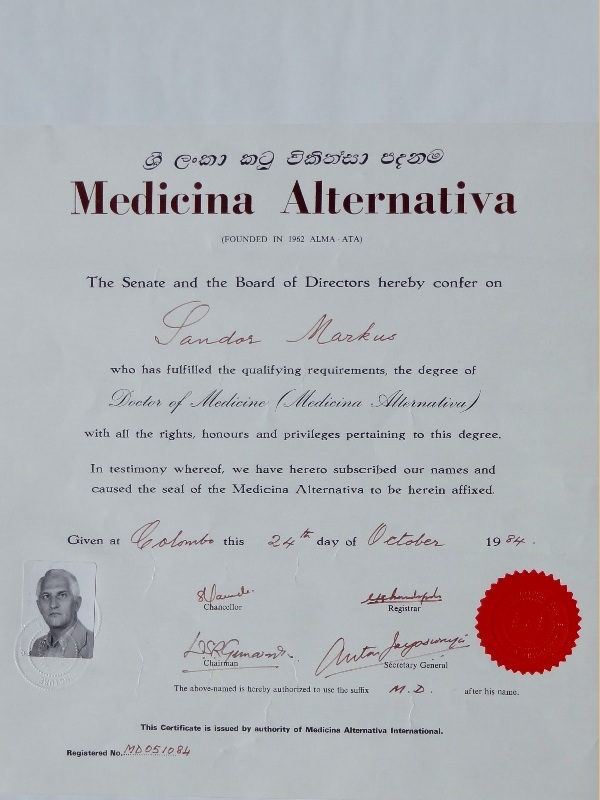 ශ්‍රී ලංකා කටු චිකිත්සා පදනම
Medicina Alternativa
(FOUNDED IN 1962 ALMA-ATA)
The Senate and the Board of Directors hereby confer on
Sandor Markus
who has fulfilled the qualifying requirements, the degree of
Doctor of Medicine (Medicina Alternativa)
with all the rights, honours and privileges pertaining to this degree.
In testimony whereof, we have hereto subscribed our names and
caused the seal of the Medicina Alternativa to be herein affixed.
Given at Colombo this 24th day of October 1984.
Chancellor
Registrar
Anton Jayasuriya
Chairman
Secretary General
The above-named is hereby authorized to use the suffix M.D. after his name.
This Certificate is issued by authority of Medicina Alternativa International.
Registered No. MD051084